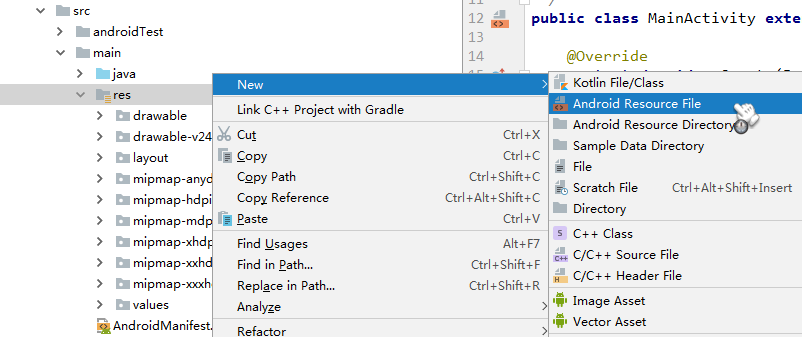 src
androidTest
main
java
res
drawable
drawable-v24
layout
mipmap-anyd
mipmap-hdpi
mipmap-mdp
mipmap-xhdp
mipmap-xxhd
mipmap-xxxh
values
AndroidManifest.
New
Link C++ Project with Gradle
Cut Ctrl+X
Copy Ctrl+C
Copy Path Ctrl+Shift+C
Copy Reference Ctrl+Alt+Shift+C
Paste Ctrl+V
Find Usages Alt+F7
Find in Path... Ctrl+Shift+F
Replace in Path... Ctrl+Shift+R
Analyze
Refactor
12 public class MainActivity exte
13
14 @Override
15
Kotlin File/Class
Android Resource File
Android Resource Directory
Sample Data Directory
File
Scratch File Ctrl+Alt+Shift+Insert
Directory
S C++ Class
C++ C/C++ Source File
H C/C++ Header File
Image Asset
Vector Asset